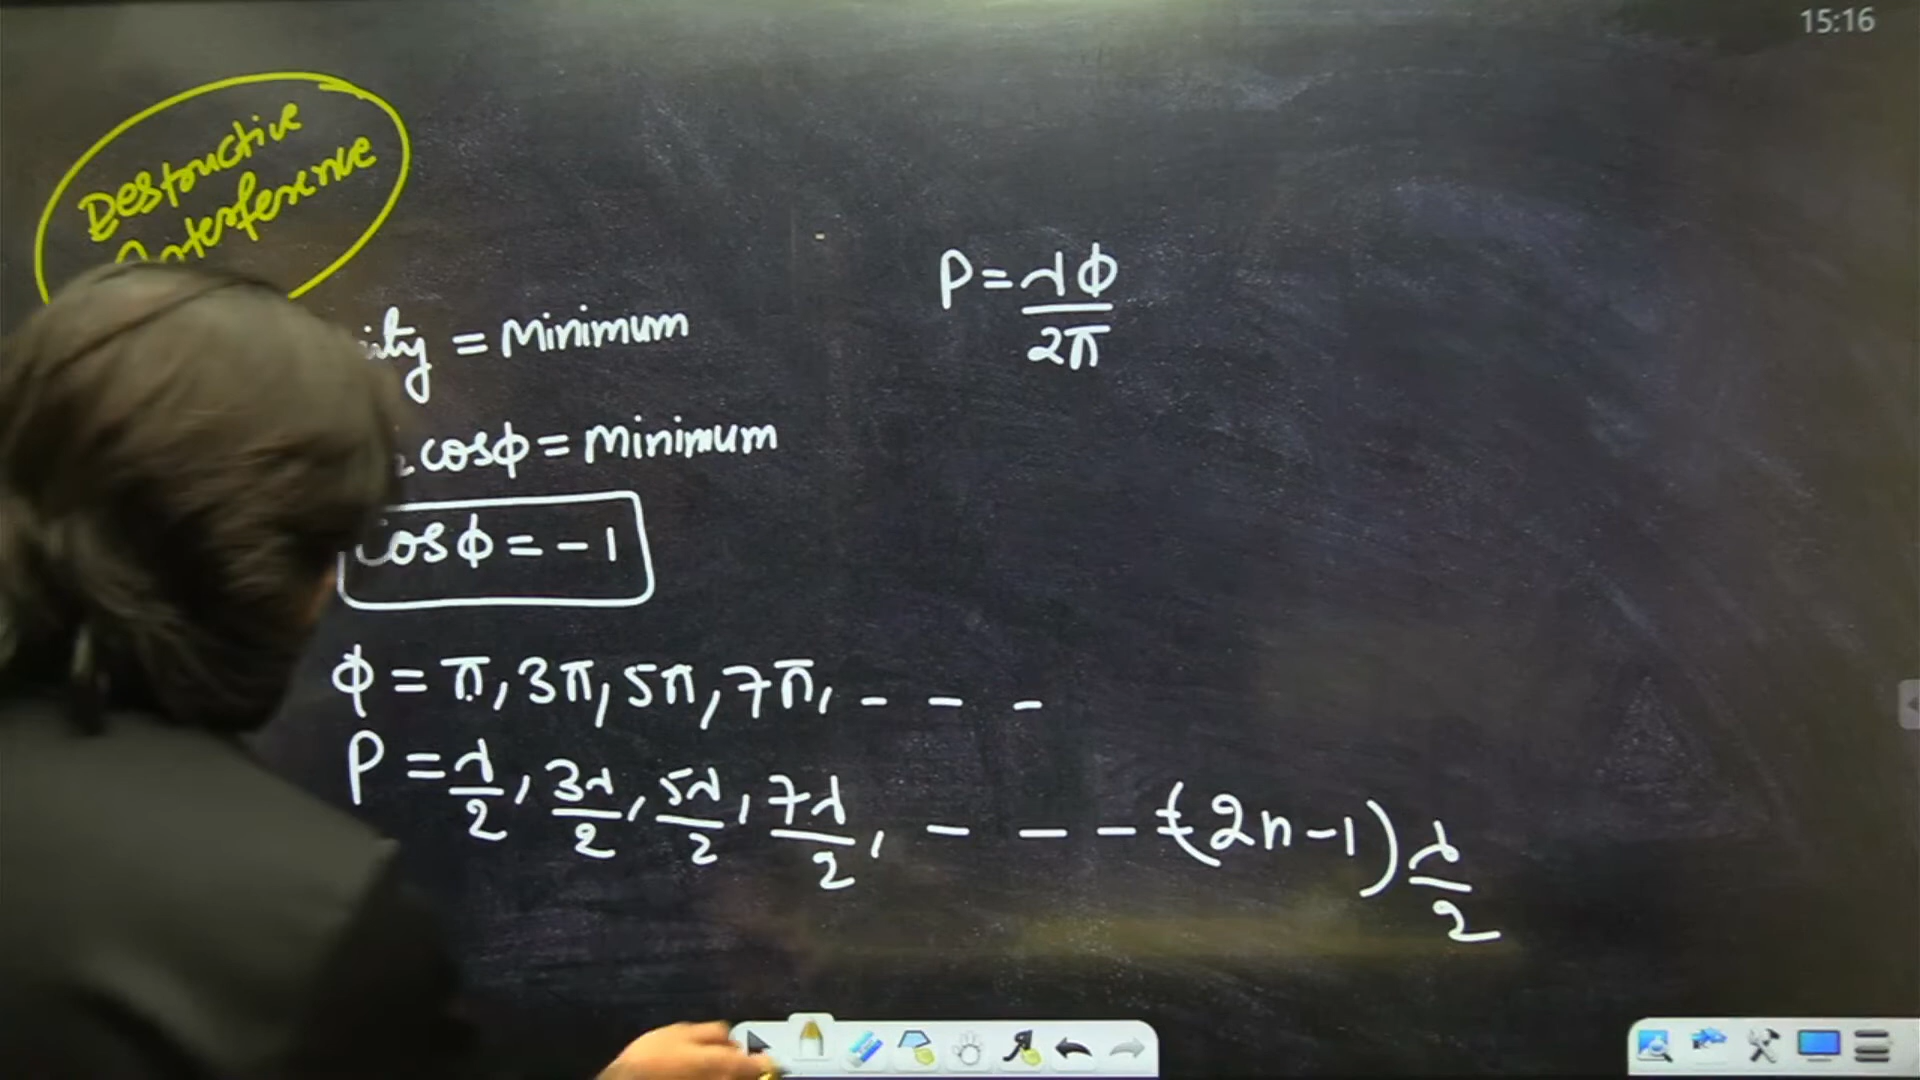 15:16
Destructive
Interference
P = λϕ/2π
ity = Minimum
cosϕ = Minimum
cosϕ = -1
ϕ = π, 3π, 5π, 7π, - - -
P = λ/2, 3λ/2, 5λ/2, 7λ/2, - - - (2n-1) λ/2